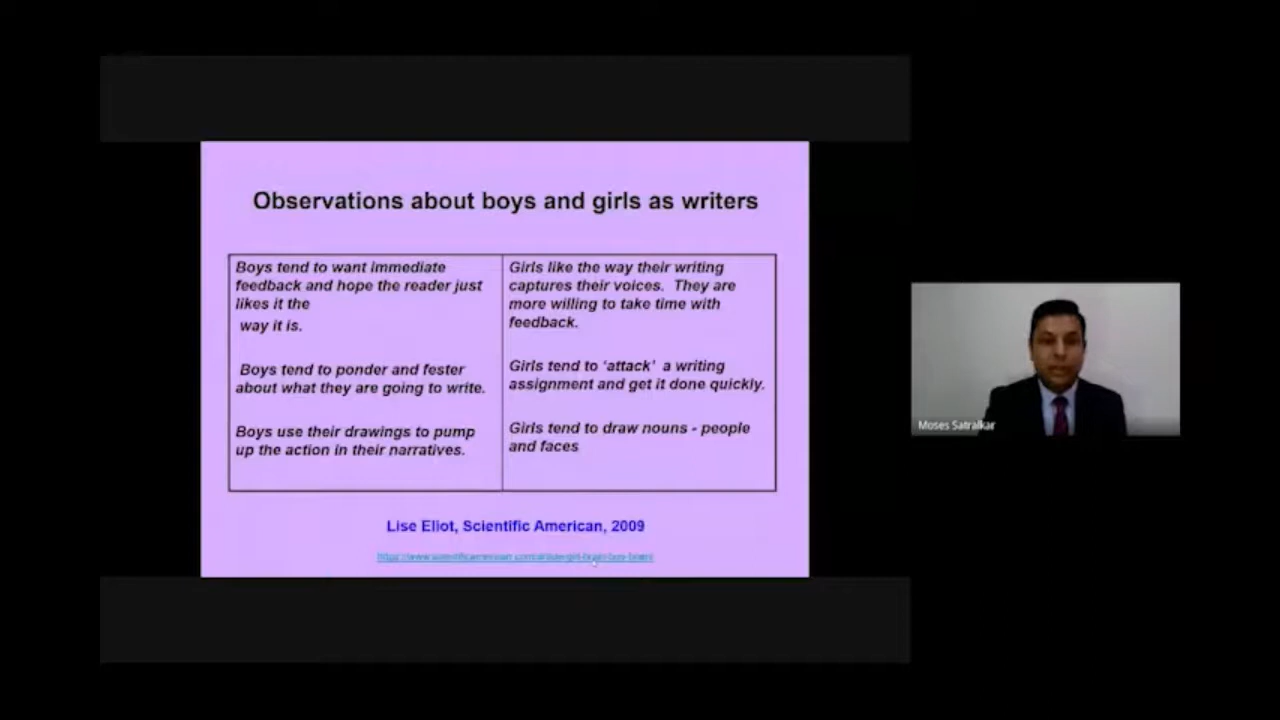 Observations about boys and girls as writers
Boys tend to want immediate
feedback and hope the reader just
likes it the
way it is.
Boys tend to ponder and fester
about what they are going to write.
Boys use their drawings to pump
up the action in their narratives.
Girls like the way their writing
captures their voices. They are
more willing to take time with
feedback.
Girls tend to ‘attack’ a writing
assignment and get it done quickly.
Girls tend to draw nouns - people
and faces
Lise Eliot, Scientific American, 2009
Moses Satralkar